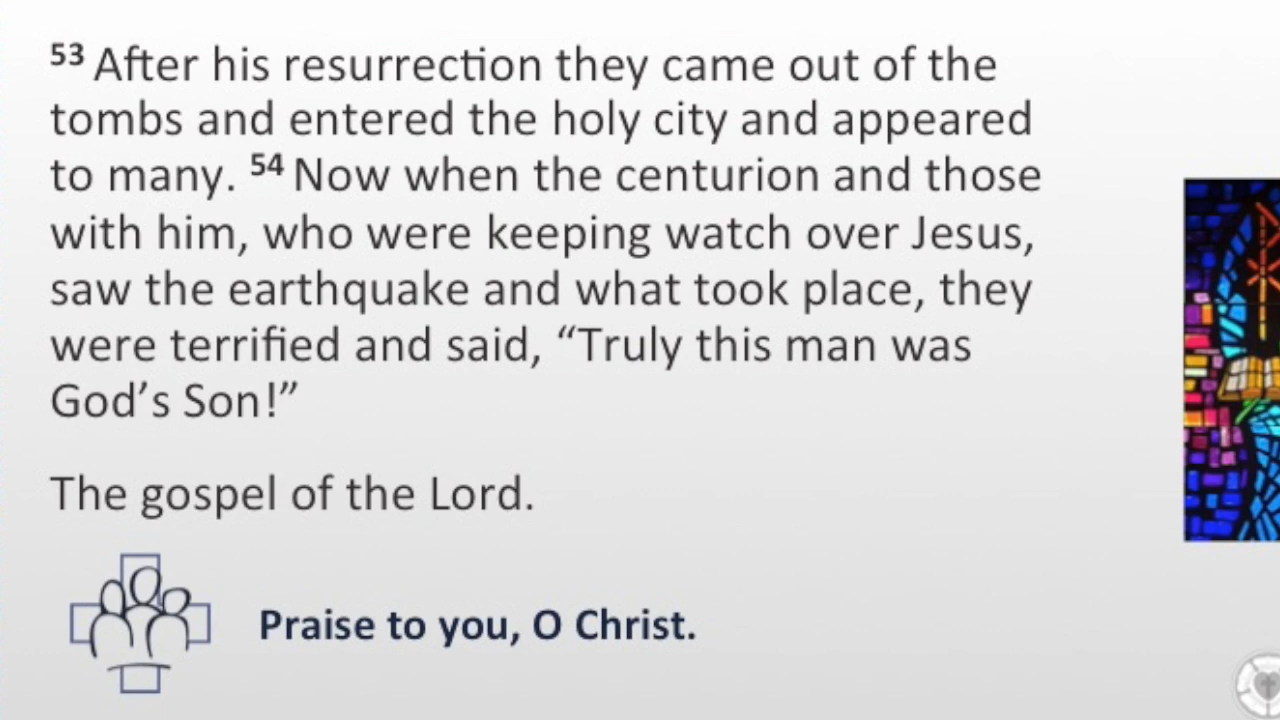 53 After his resurrection they came out of the
tombs and entered the holy city and appeared
to many. 54 Now when the centurion and those
with him, who were keeping watch over Jesus,
saw the earthquake and what took place, they
were terrified and said, “Truly this man was
God’s Son!”
The gospel of the Lord.
Praise to you, O Christ.